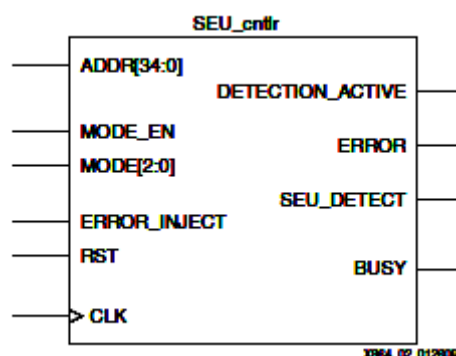 SEU_cntlr
ADDR[34:0]
DETECTION_ACTIVE
MODE_EN
ERROR
MODE[2:0]
SEU_DETECT
ERROR_INJECT
RST
BUSY
CLK